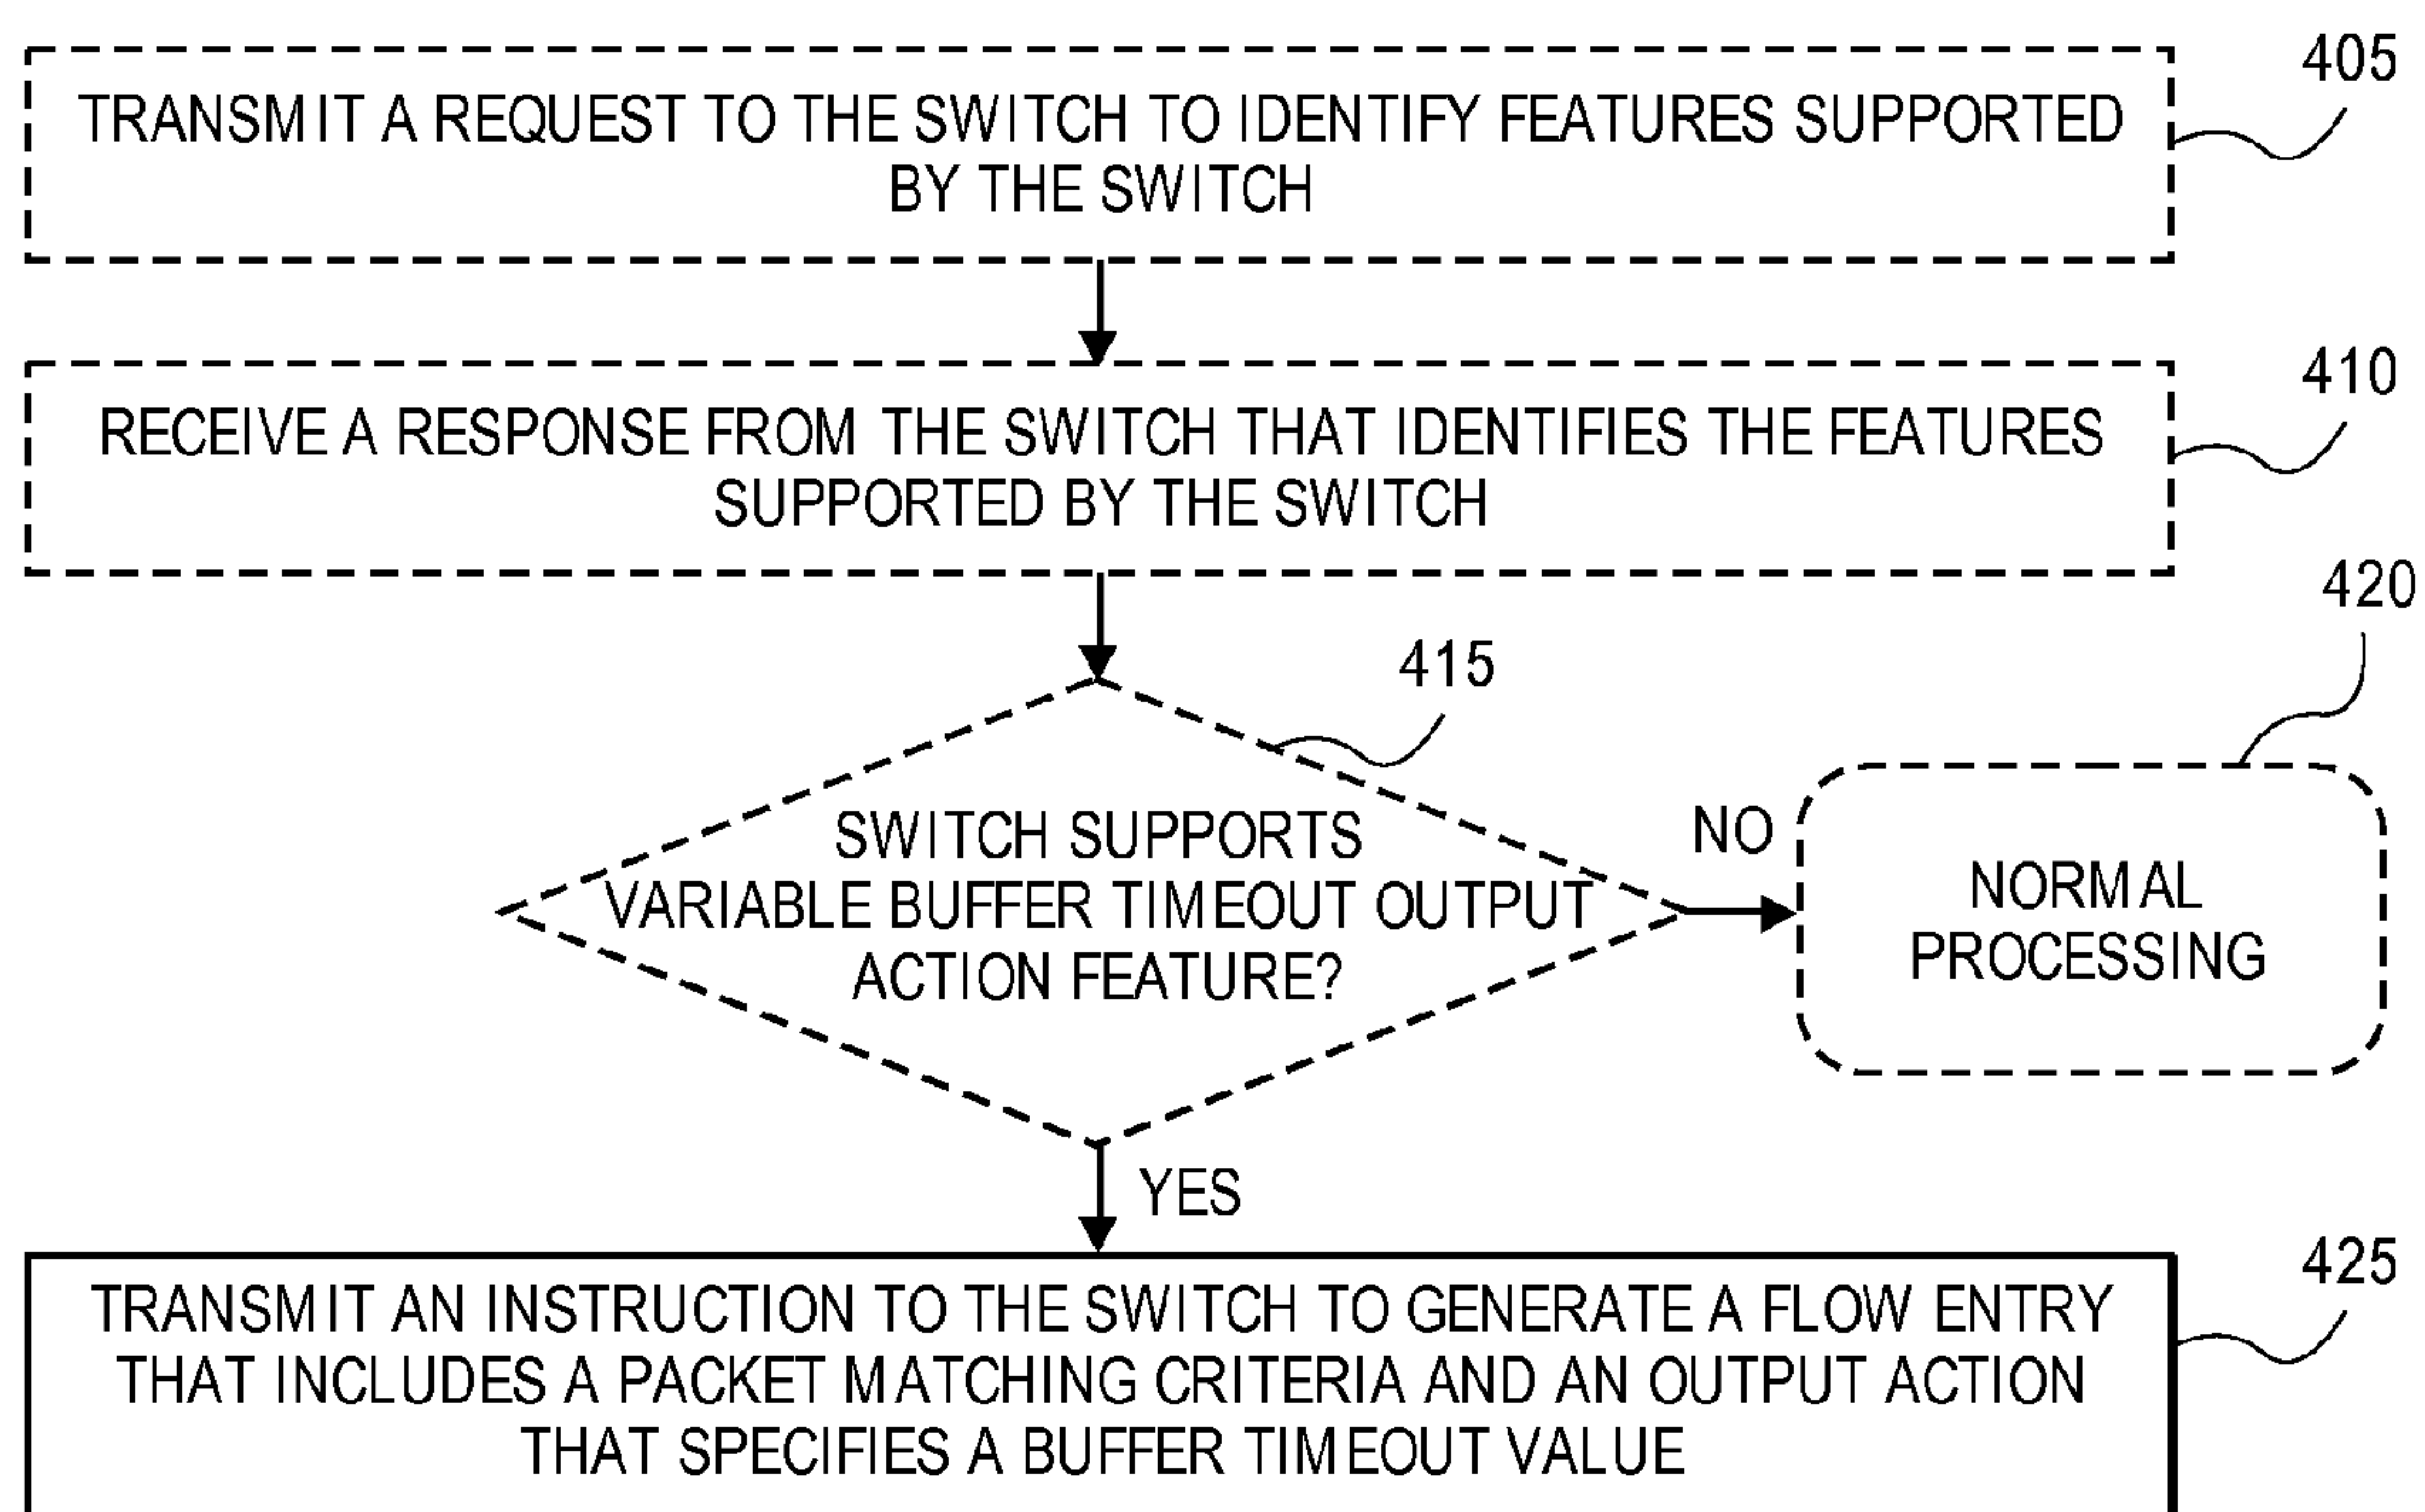 405
TRANSMIT A REQUEST TO THE SWITCH TO IDENTIFY FEATURES SUPPORTED
BY THE SWITCH
410
RECEIVE A RESPONSE FROM THE SWITCH THAT IDENTIFIES THE FEATURES
SUPPORTED BY THE SWITCH
420
415
SWITCH SUPPORTS
VARIABLE BUFFER TIMEOUT OUTPUT
ACTION FEATURE?
NO
NORMAL
PROCESSING
YES
425
TRANSMIT AN INSTRUCTION TO THE SWITCH TO GENERATE A FLOW ENTRY
THAT INCLUDES A PACKET MATCHING CRITERIA AND AN OUTPUT ACTION
THAT SPECIFIES A BUFFER TIMEOUT VALUE